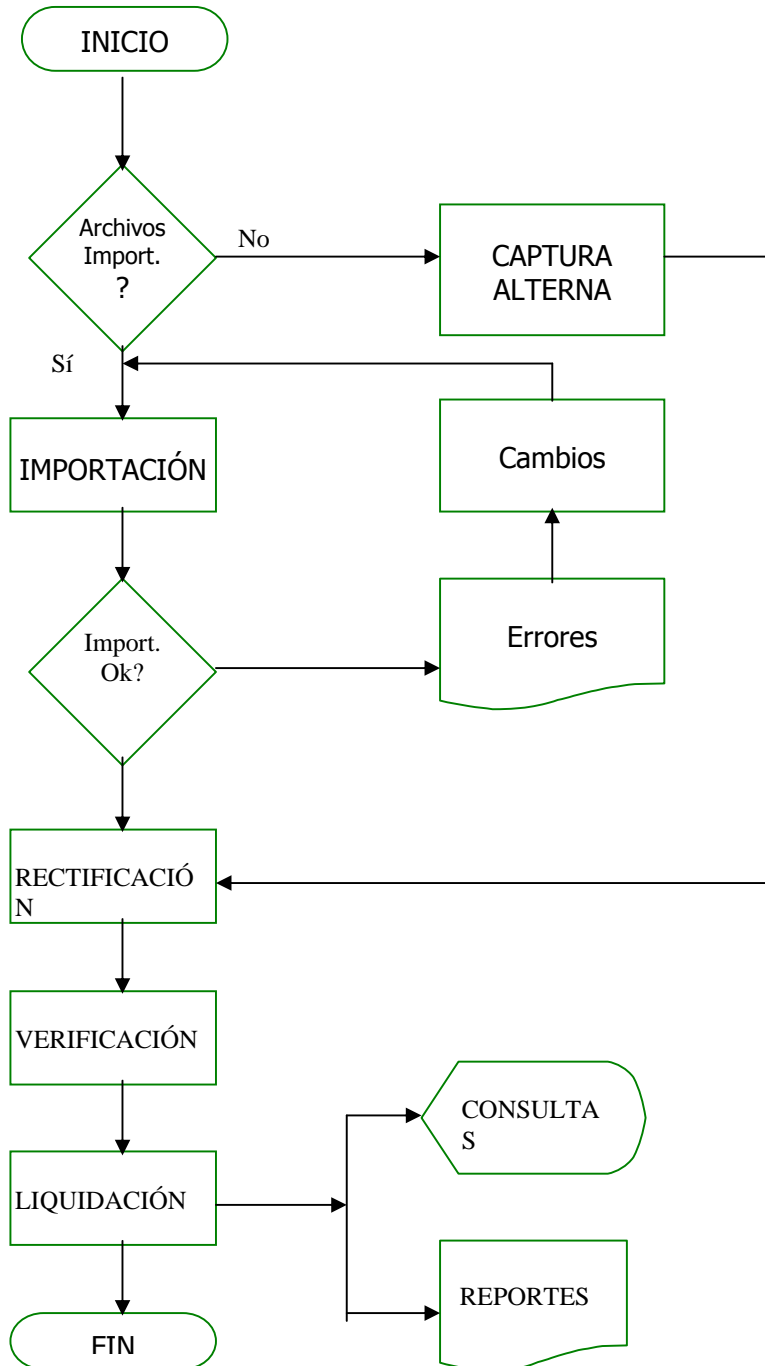 INICIO
Archivos
Import.
?
No
CAPTURA
ALTERNA
Sí
IMPORTACIÓN
Cambios
Import.
Ok?
Errores
RECTIFICACIÓ
N
VERIFICACIÓN
CONSULTA
S
LIQUIDACIÓN
REPORTES
FIN